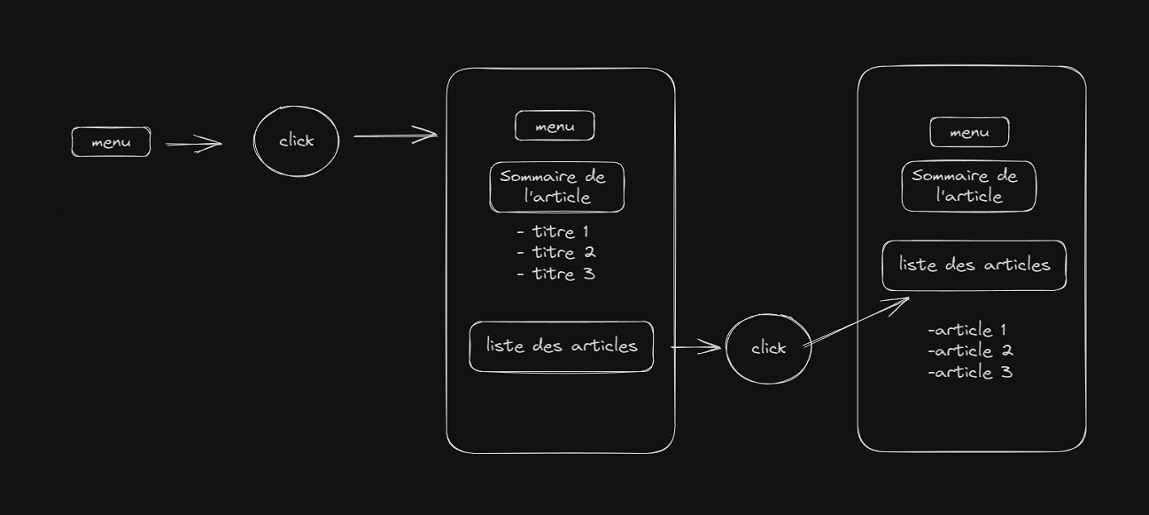 menu
click
menu
Sommaire de
l'article
- titre 1
- titre 2
- titre 3
liste des articles
click
menu
Sommaire de
l'article
liste des articles
-article 1
-article 2
-article 3